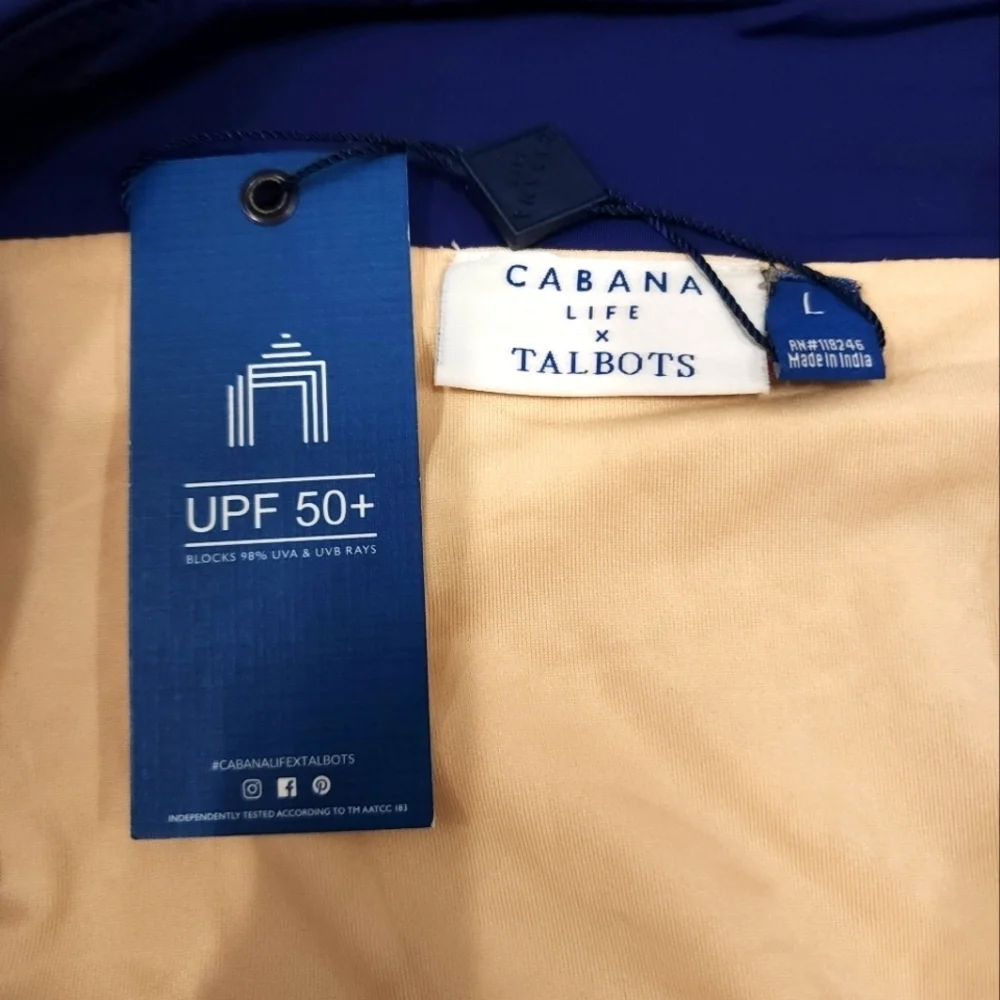 UPF 50+
BLOCKS 98% UVA & UVB RAYS
#CABANALIFEXTALBOTS
INDEPENDENTLY TESTED ACCORDING TO TM AATCC 183
CABANA
LIFE
x
TALBOTS
L
RN#118246
Made in India